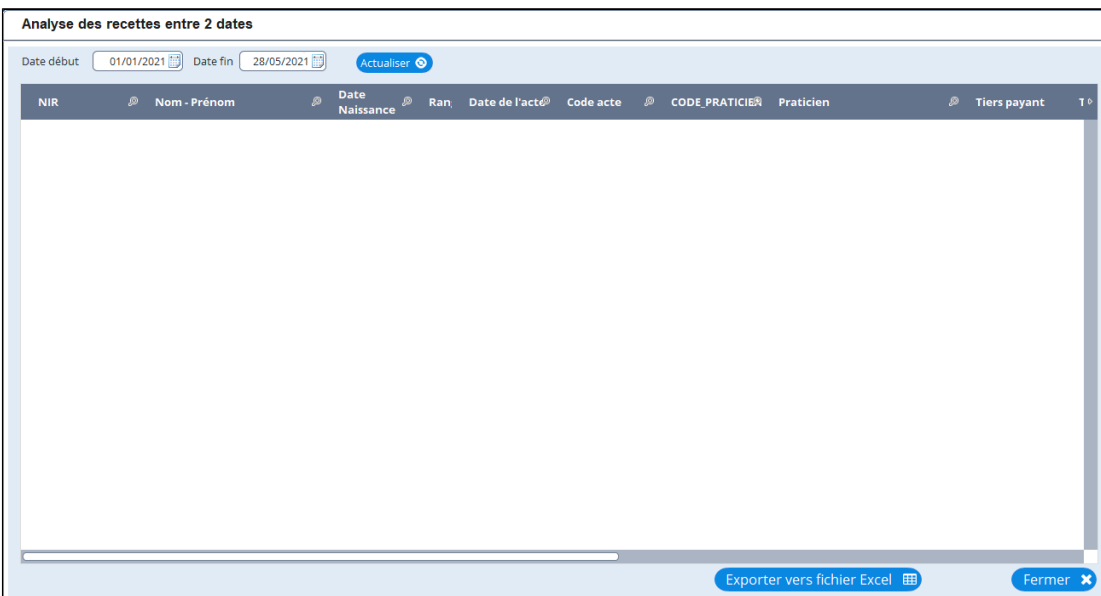 Analyse des recettes entre 2 dates
Date début 01/01/2021 Date fin 28/05/2021 Actualiser
NIR Nom - Prénom Date Naissance Ran Date de l'acte Code acte CODE_PRATICIEN Praticien Tiers payant T
Exporter vers fichier Excel Fermer